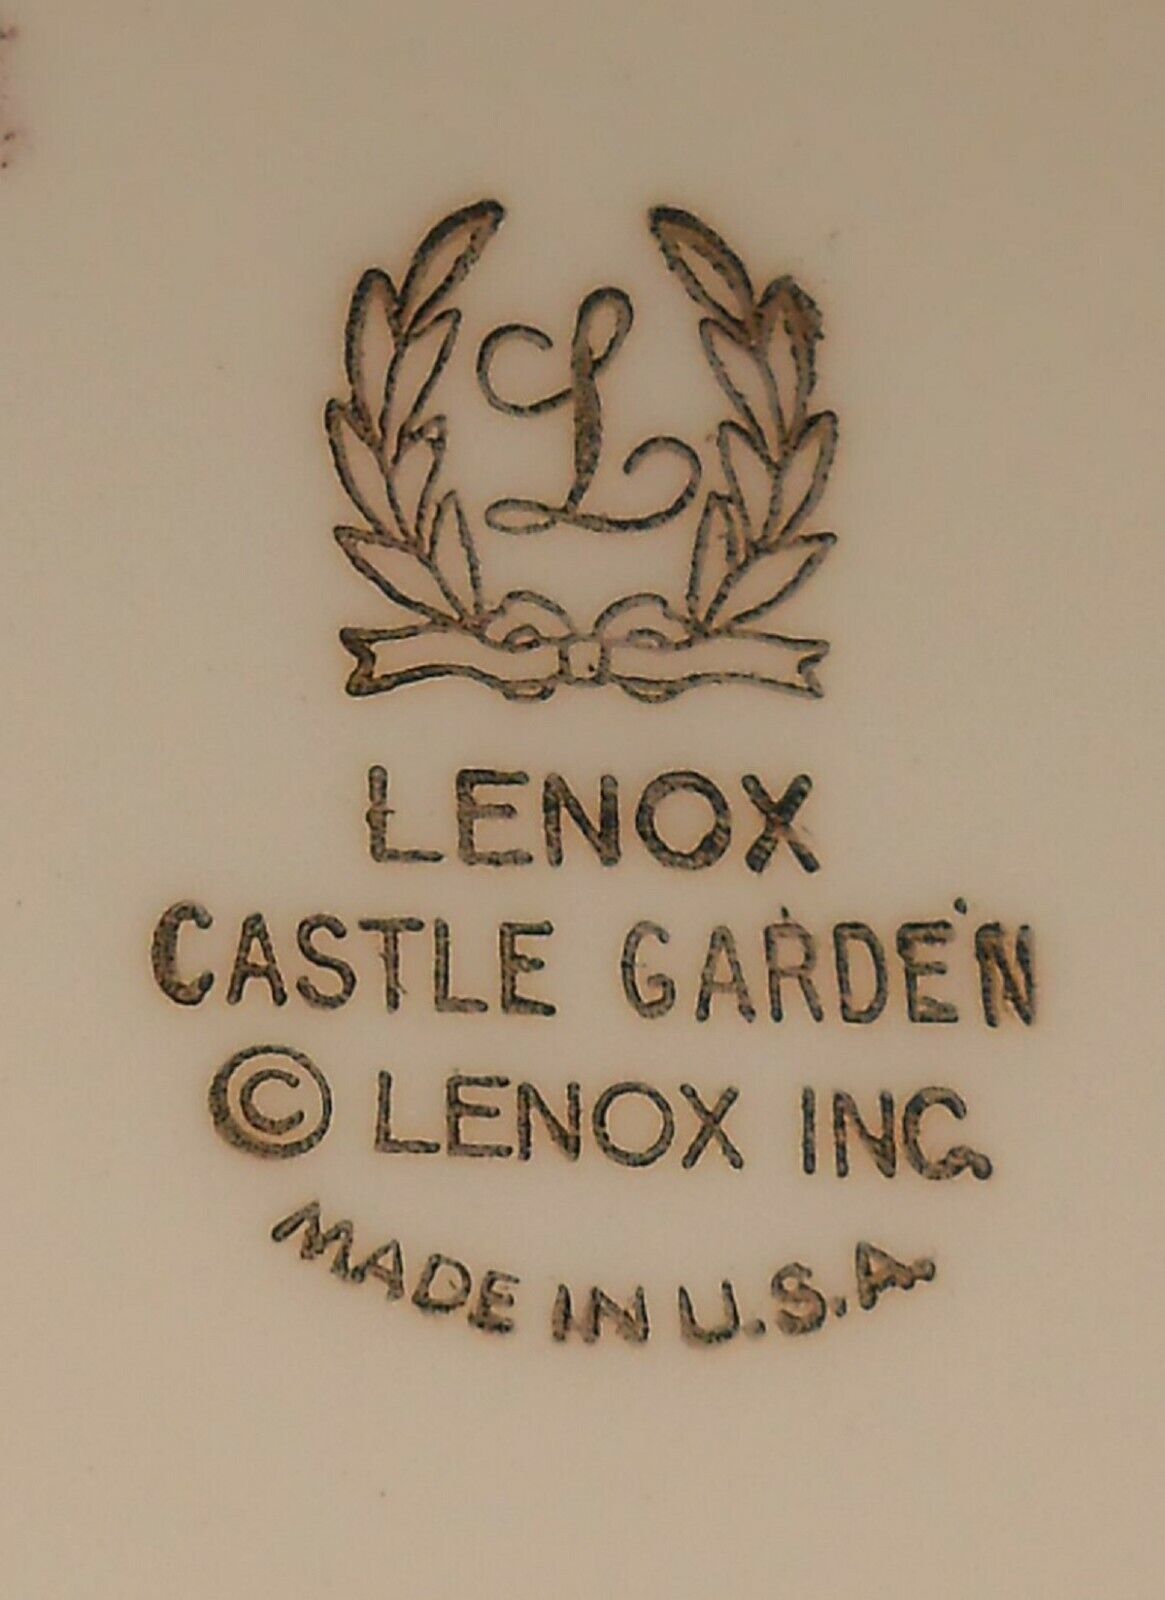 L
LENOX
CASTLE GARDEN
© LENOX INC.
MADE IN U.S.A.